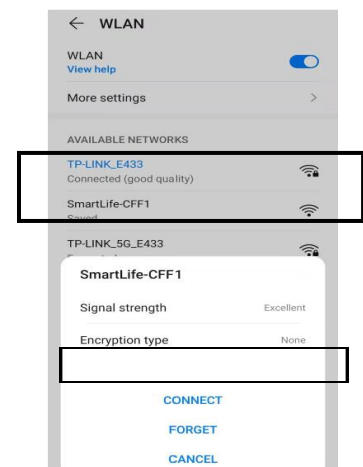 ← WLAN
WLAN
View help
More settings >
AVAILABLE NETWORKS
TP-LINK_E433
Connected (good quality)
SmartLife-CFF1
Saved
TP-LINK_5G_E433
SmartLife-CFF1
Signal strength Excellent
Encryption type None
CONNECT
FORGET
CANCEL